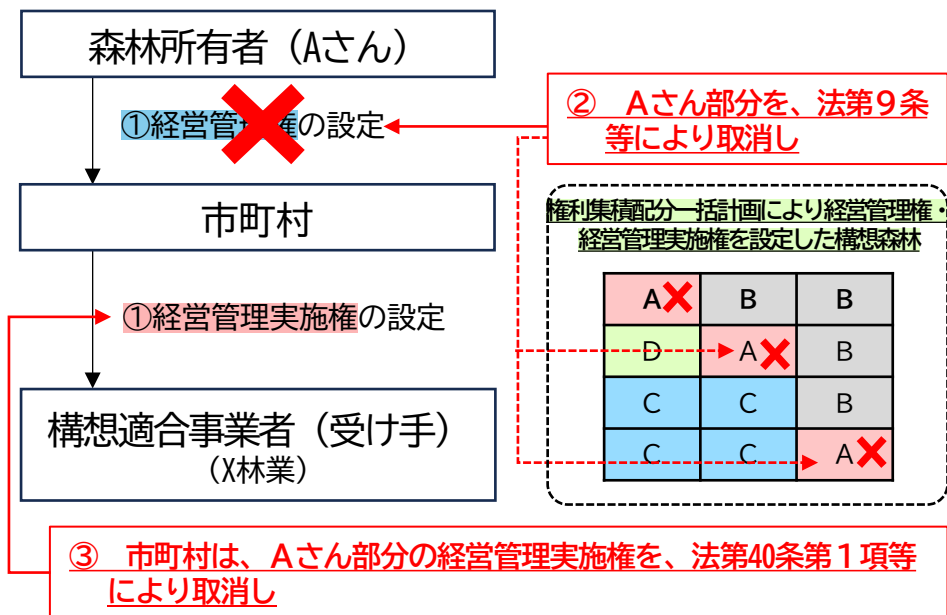 森林所有者（Aさん）
①経営管理権の設定
② Aさん部分を、法第９条
等により取消し
市町村
権利集積配分一括計画により経営管理権・
経営管理実施権を設定した構想森林
A B B
D A B
C C B
C C A
①経営管理実施権の設定
構想適合事業者（受け手）
（X林業）
③ 市町村は、Aさん部分の経営管理実施権を、法第40条第１項等
により取消し